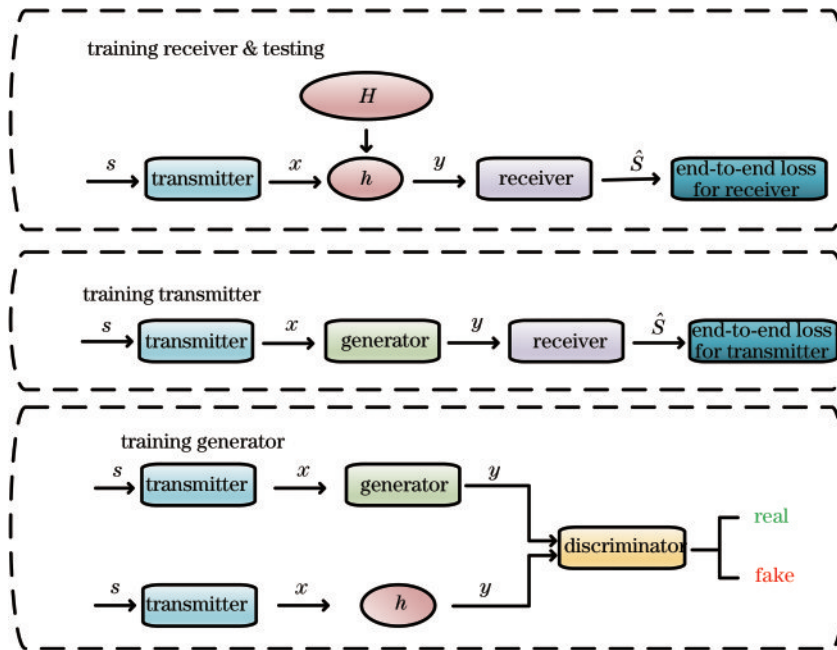 training receiver & testing
H
s
transmitter
x
h
y
receiver
Ŝ
end-to-end loss
for receiver
training transmitter
s
transmitter
x
generator
y
receiver
Ŝ
end-to-end loss
for transmitter
training generator
s
transmitter
x
generator
y
discriminator
real
fake
s
transmitter
x
h
y